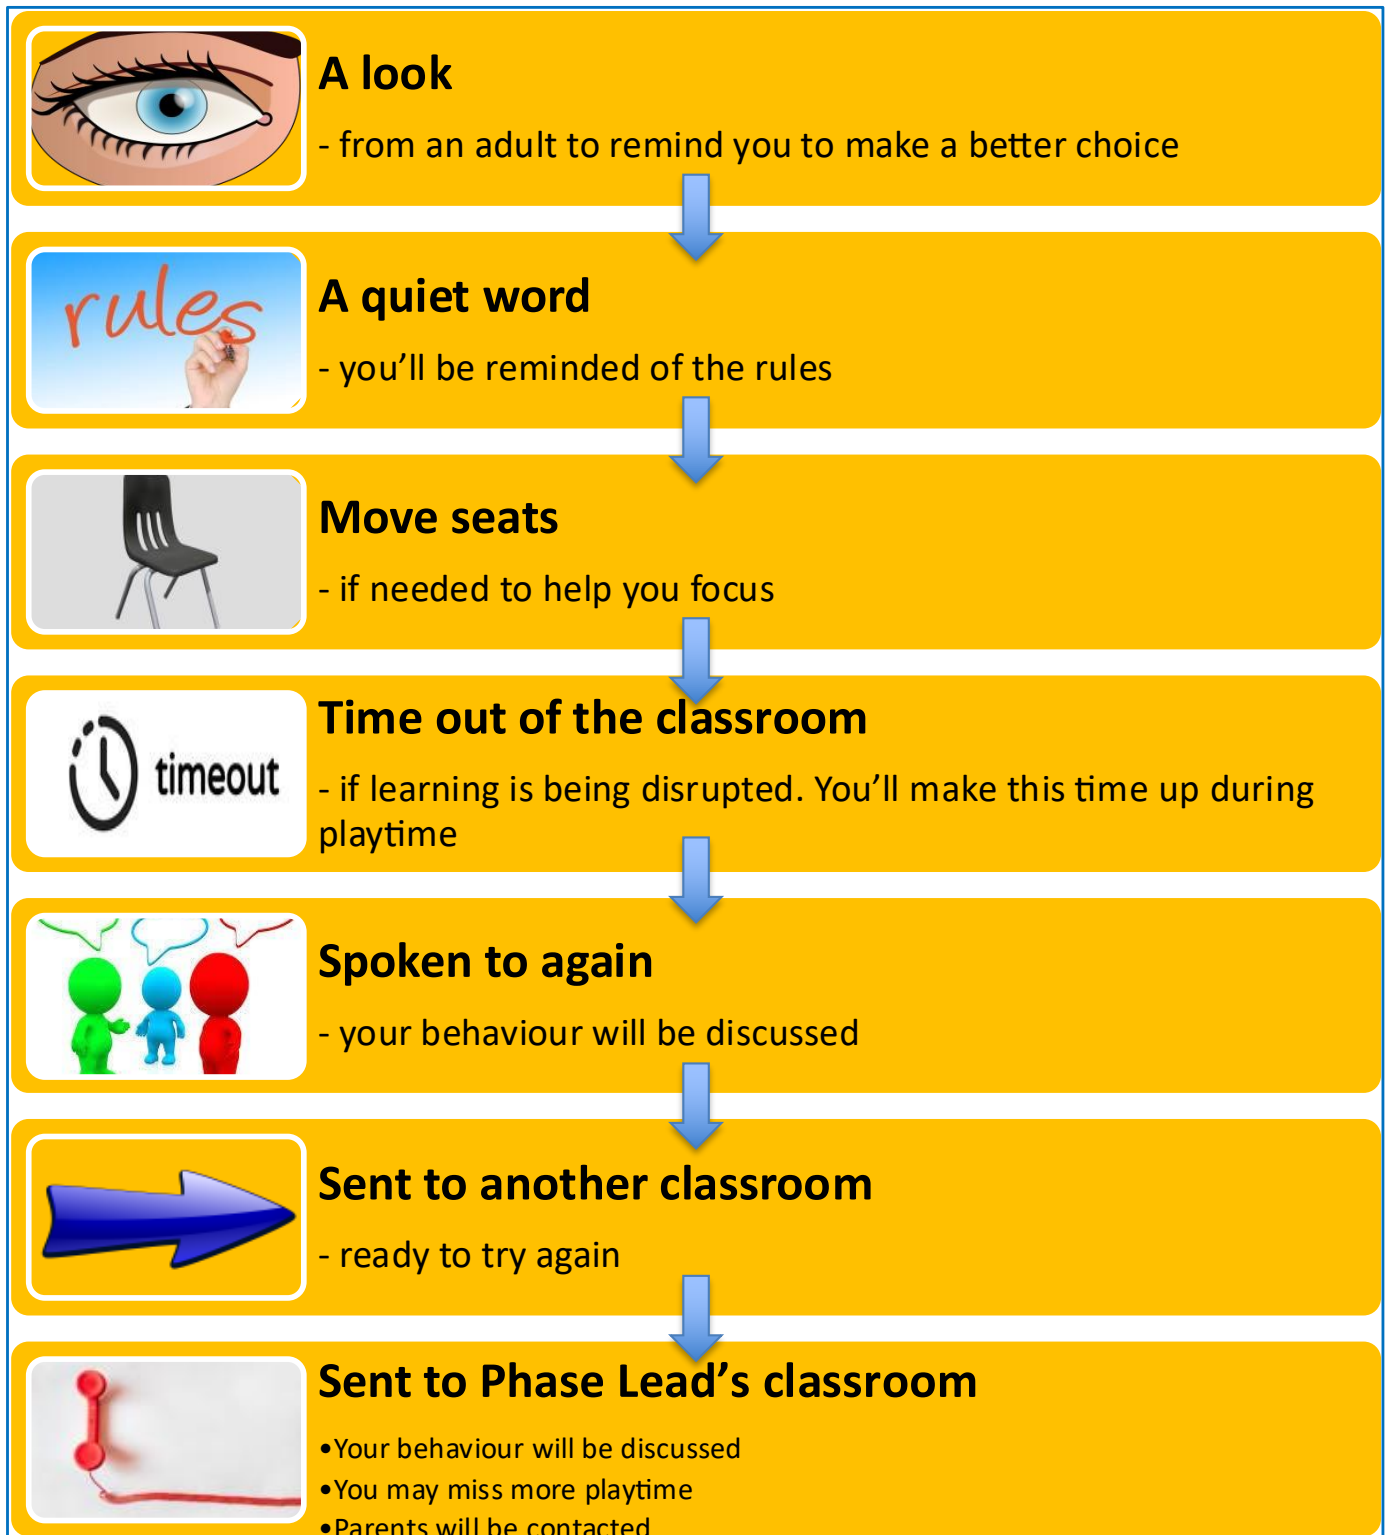 A look
- from an adult to remind you to make a better choice
rules
A quiet word
- you’ll be reminded of the rules
Move seats
- if needed to help you focus
timeout
Time out of the classroom
- if learning is being disrupted. You’ll make this time up during
playtime
Spoken to again
- your behaviour will be discussed
Sent to another classroom
- ready to try again
Sent to Phase Lead’s classroom
•Your behaviour will be discussed
•You may miss more playtime
•Parents will be contacted